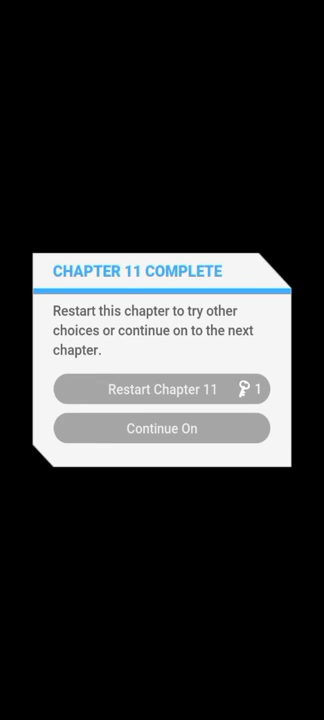 CHAPTER 11 COMPLETE
Restart this chapter to try other
choices or continue on to the next
chapter.
Restart Chapter 11 1
Continue On